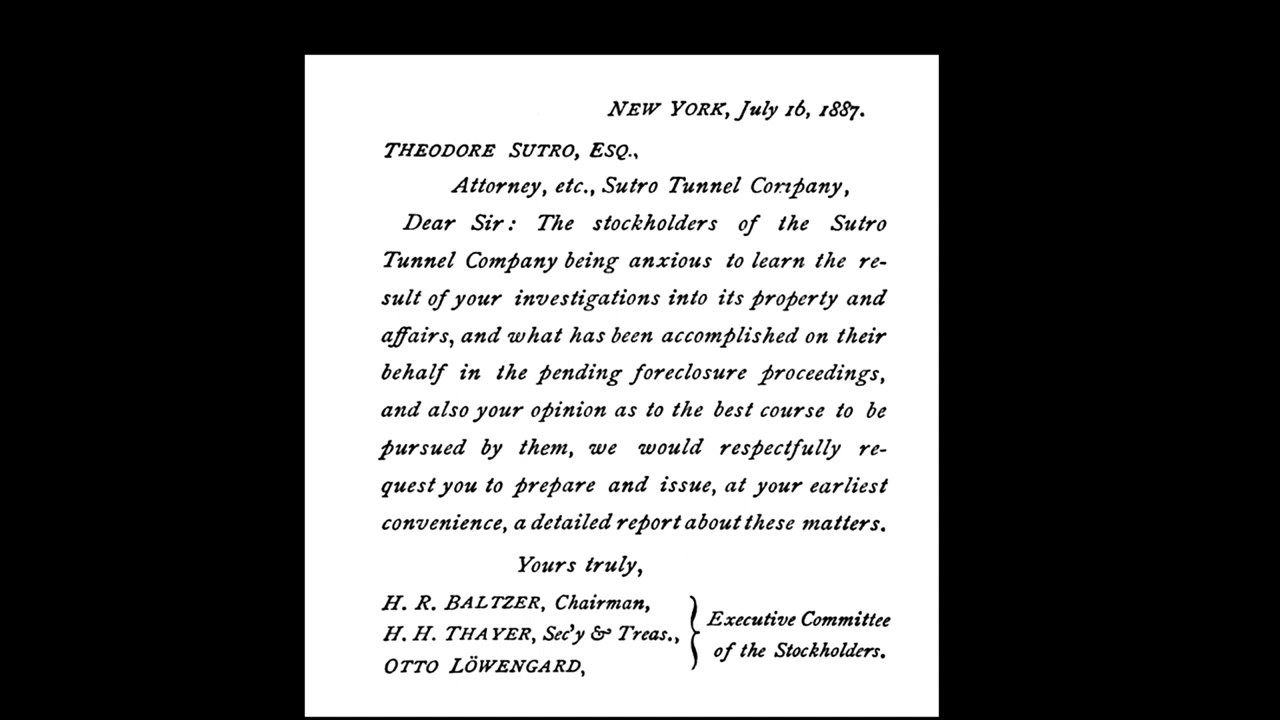 NEW YORK, July 16, 1887.
THEODORE SUTRO, ESQ.,
Attorney, etc., Sutro Tunnel Company,
Dear Sir: The stockholders of the Sutro
Tunnel Company being anxious to learn the re-
sult of your investigations into its property and
affairs, and what has been accomplished on their
behalf in the pending foreclosure proceedings,
and also your opinion as to the best course to be
pursued by them, we would respectfully re-
quest you to prepare and issue, at your earliest
convenience, a detailed report about these matters.
Yours truly,
H. R. BALTZER, Chairman,
H. H. THAYER, Sec'y & Treas.,
OTTO LÖWENGARD,
Executive Committee
of the Stockholders.